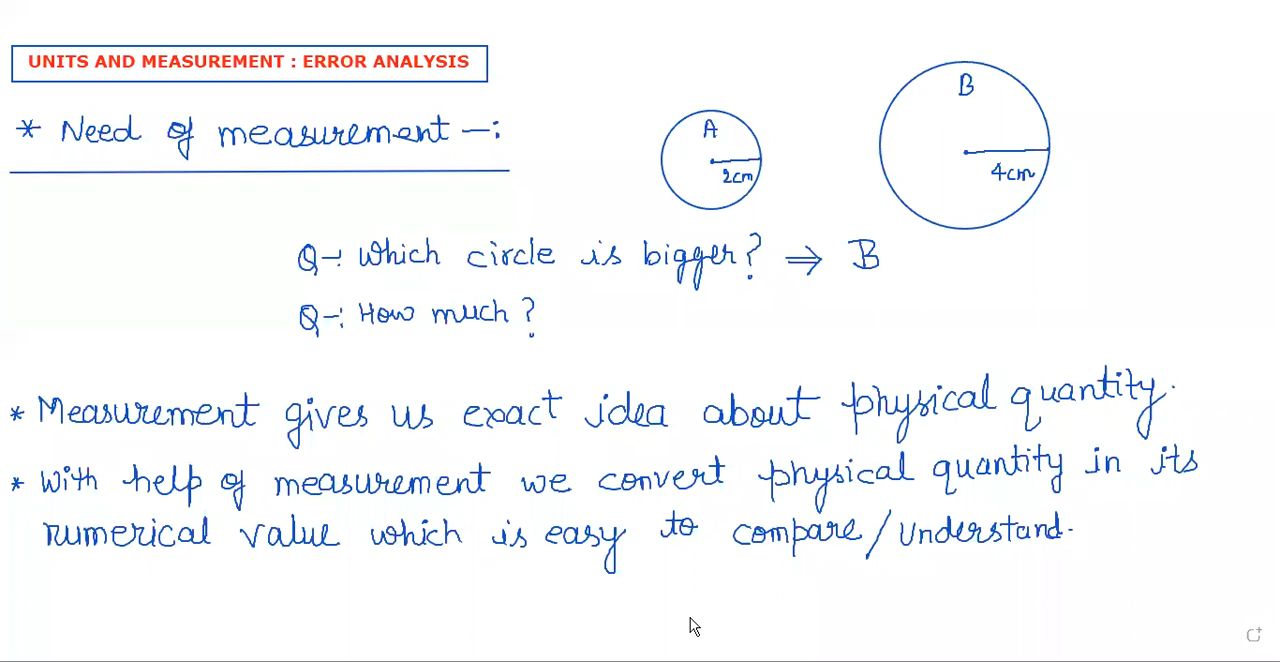 UNITS AND MEASUREMENT : ERROR ANALYSIS
* Need of measurement -:
A
2cm
B
4cm
Q-: Which circle is bigger? ⇒ B
Q-: How much?
* Measurement gives us exact idea about physical quantity.
* With help of measurement we convert physical quantity in its
numerical value which is easy to compare/understand.